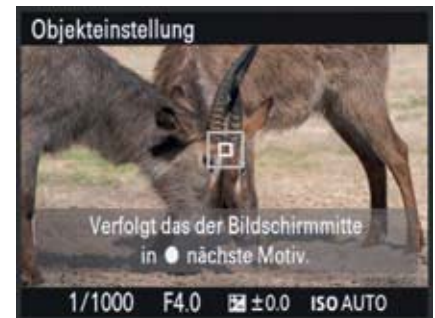 Objekteinstellung
Verfolgt das der Bildschirmmitte
in ● nächste Motiv.
1/1000 F4.0 ±0.0 ISO AUTO